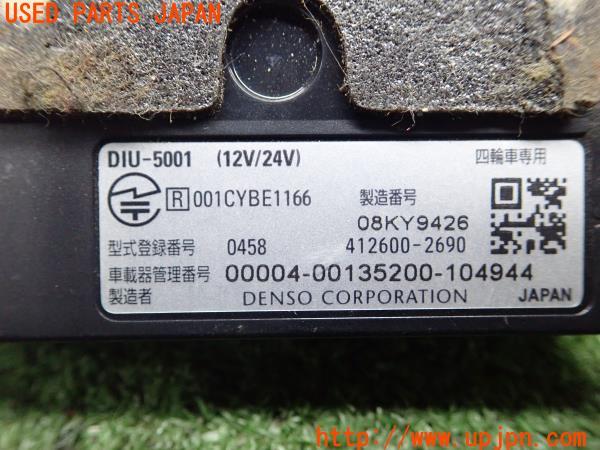 USED PARTS JAPAN
DIU-5001 (12V/24V) 四輪車専用
R 001CYBE1166 製造番号
08KY9426
型式登録番号 0458 412600-2690
車載器管理番号 00004-00135200-104944
製造者 DENSO CORPORATION JAPAN
http://www.upjpn.com